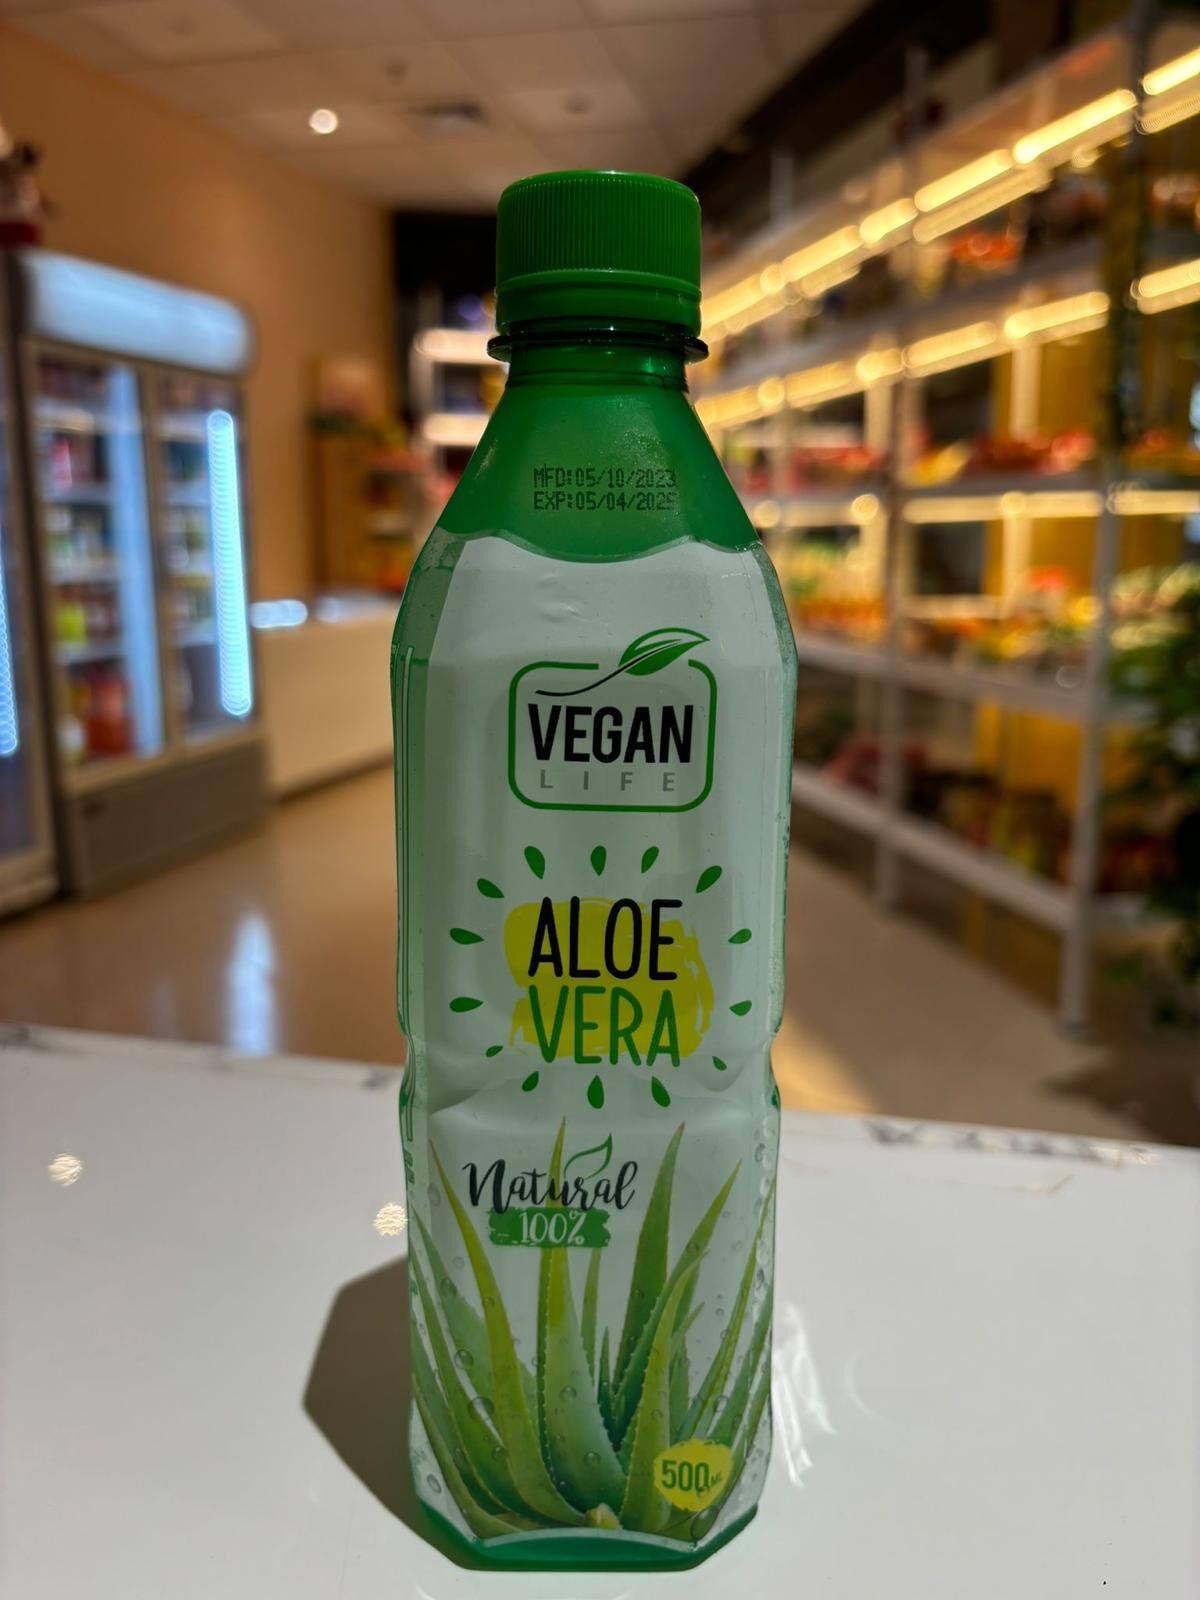 MFD:05/10/2023
EXP:05/04/2025
VEGAN
LIFE
ALOE
VERA
Natural
100%
500ML